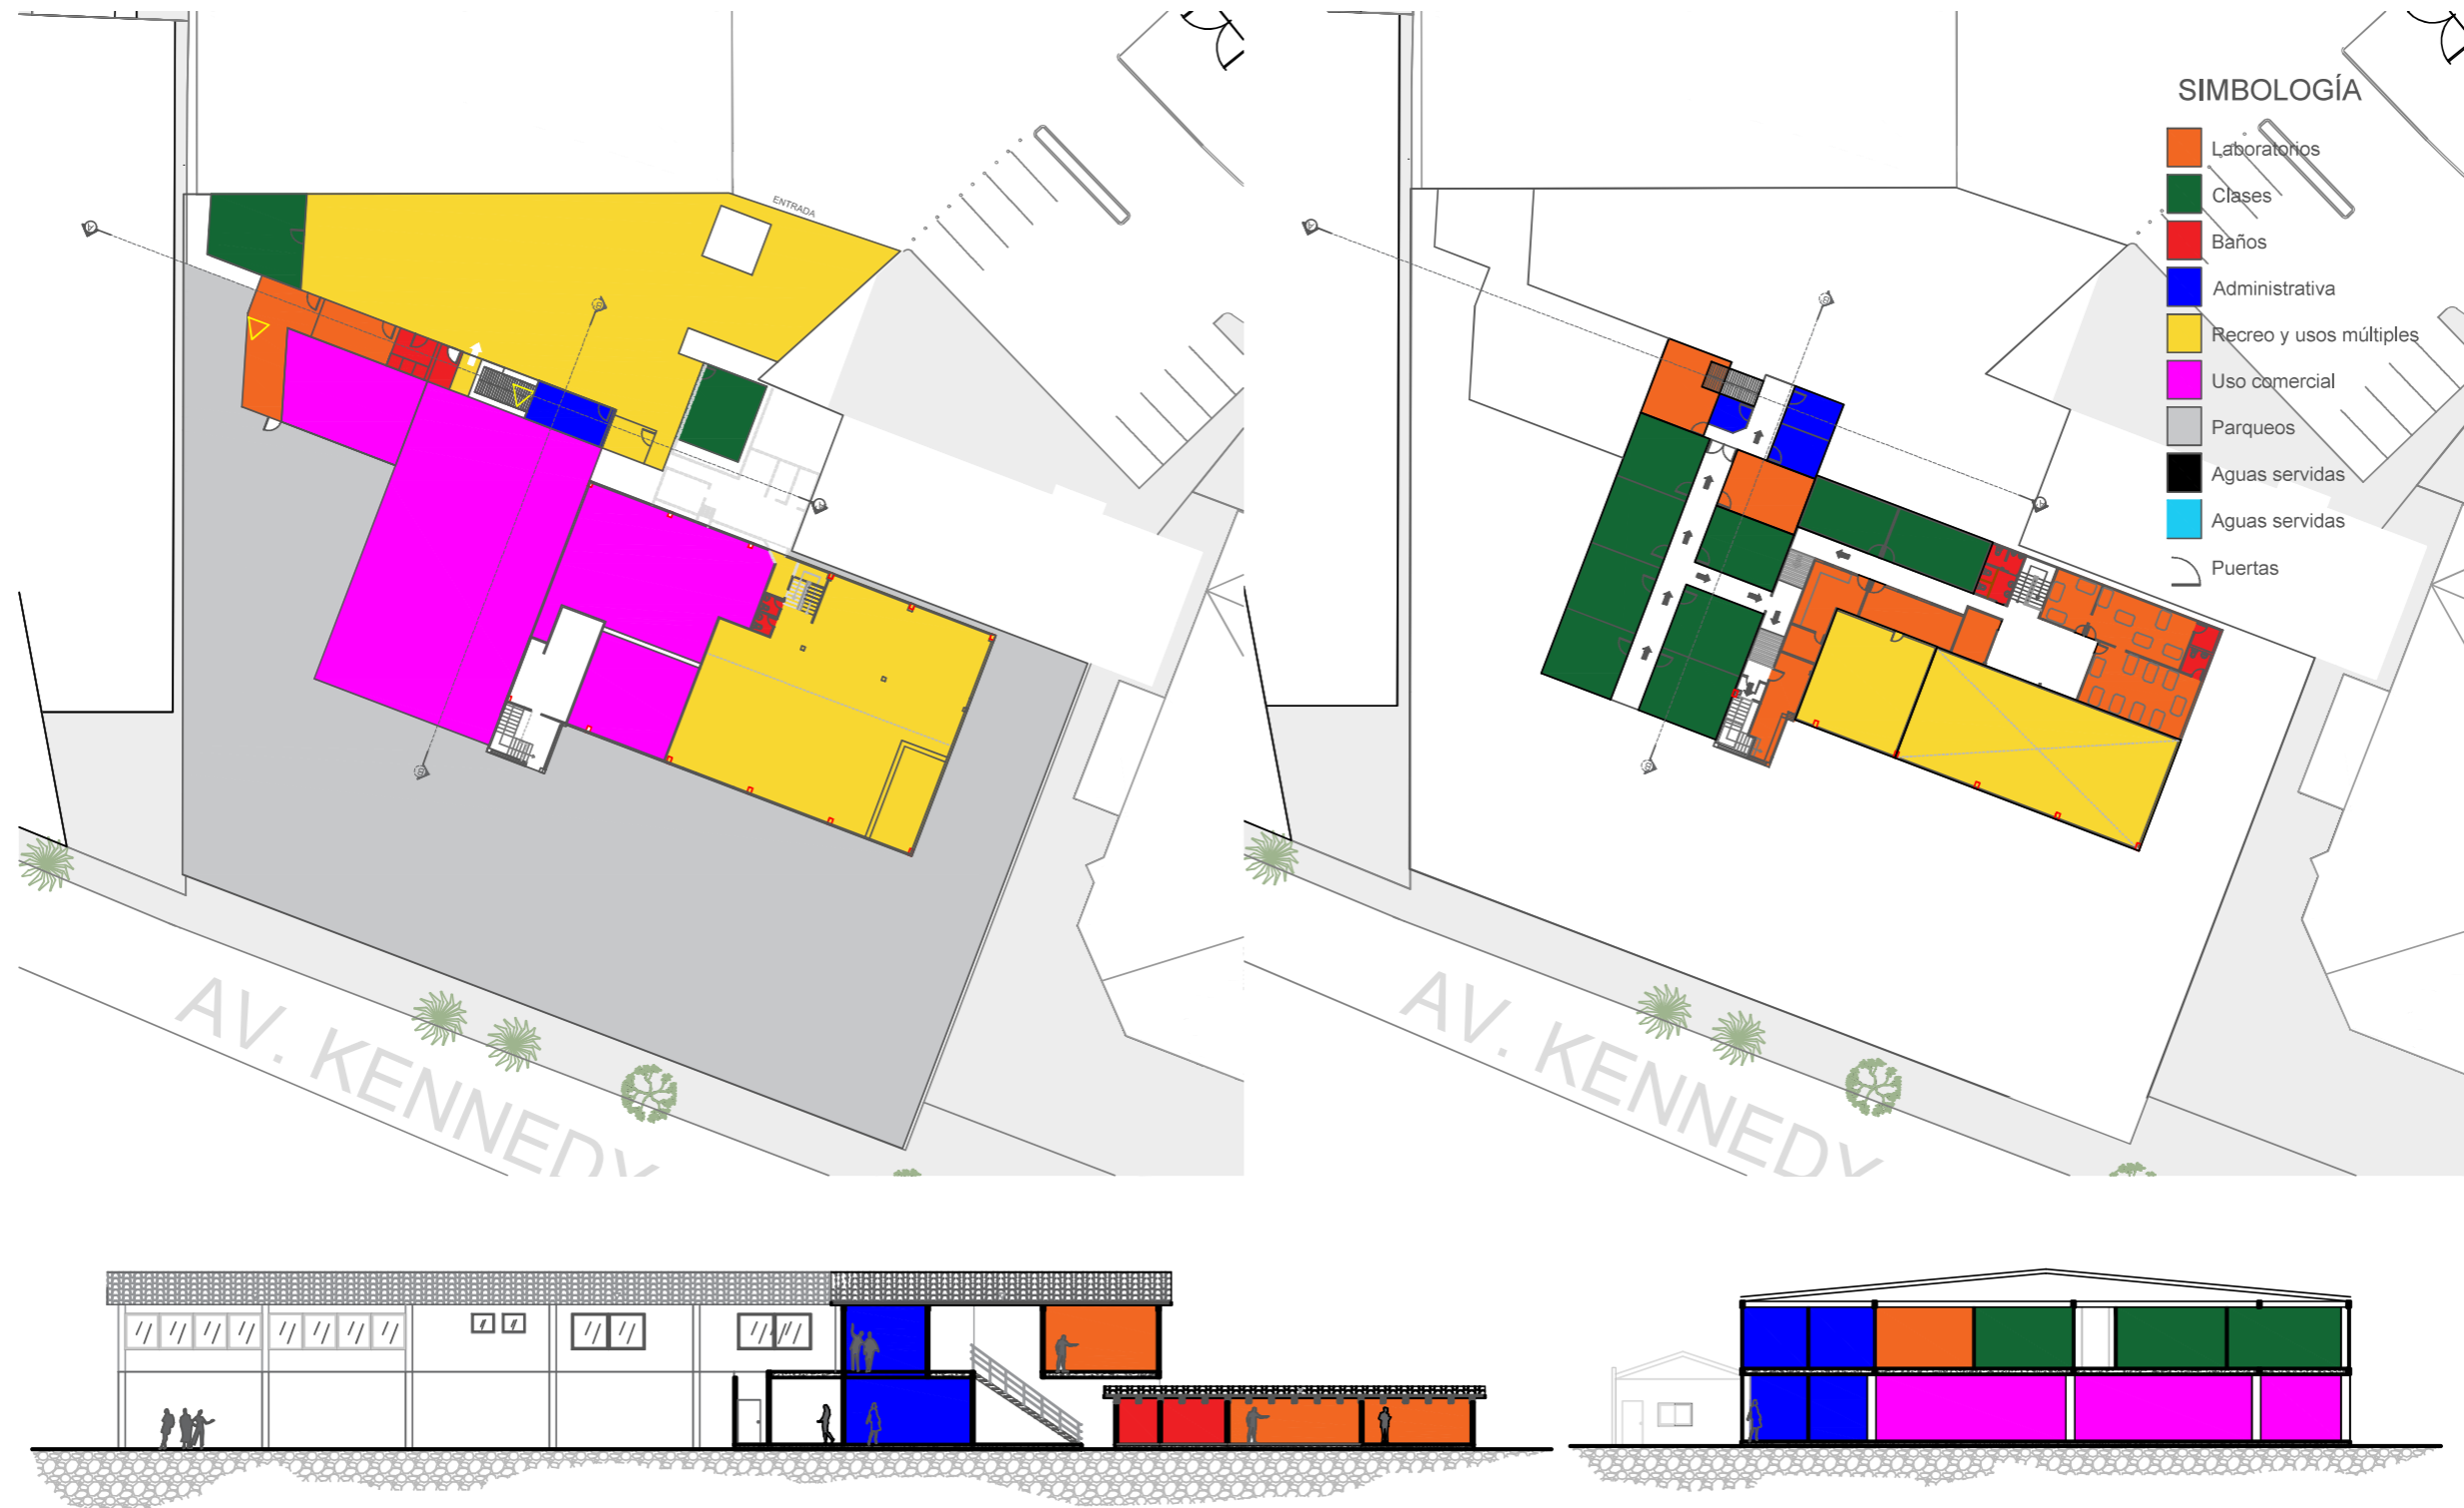 ENTRADA
AV. KENNEDY
AV. KENNEDY
SIMBOLOGÍA
Laboratorios
Clases
Baños
Administrativa
Recreo y usos múltiples
Uso comercial
Parqueos
Aguas servidas
Aguas servidas
Puertas